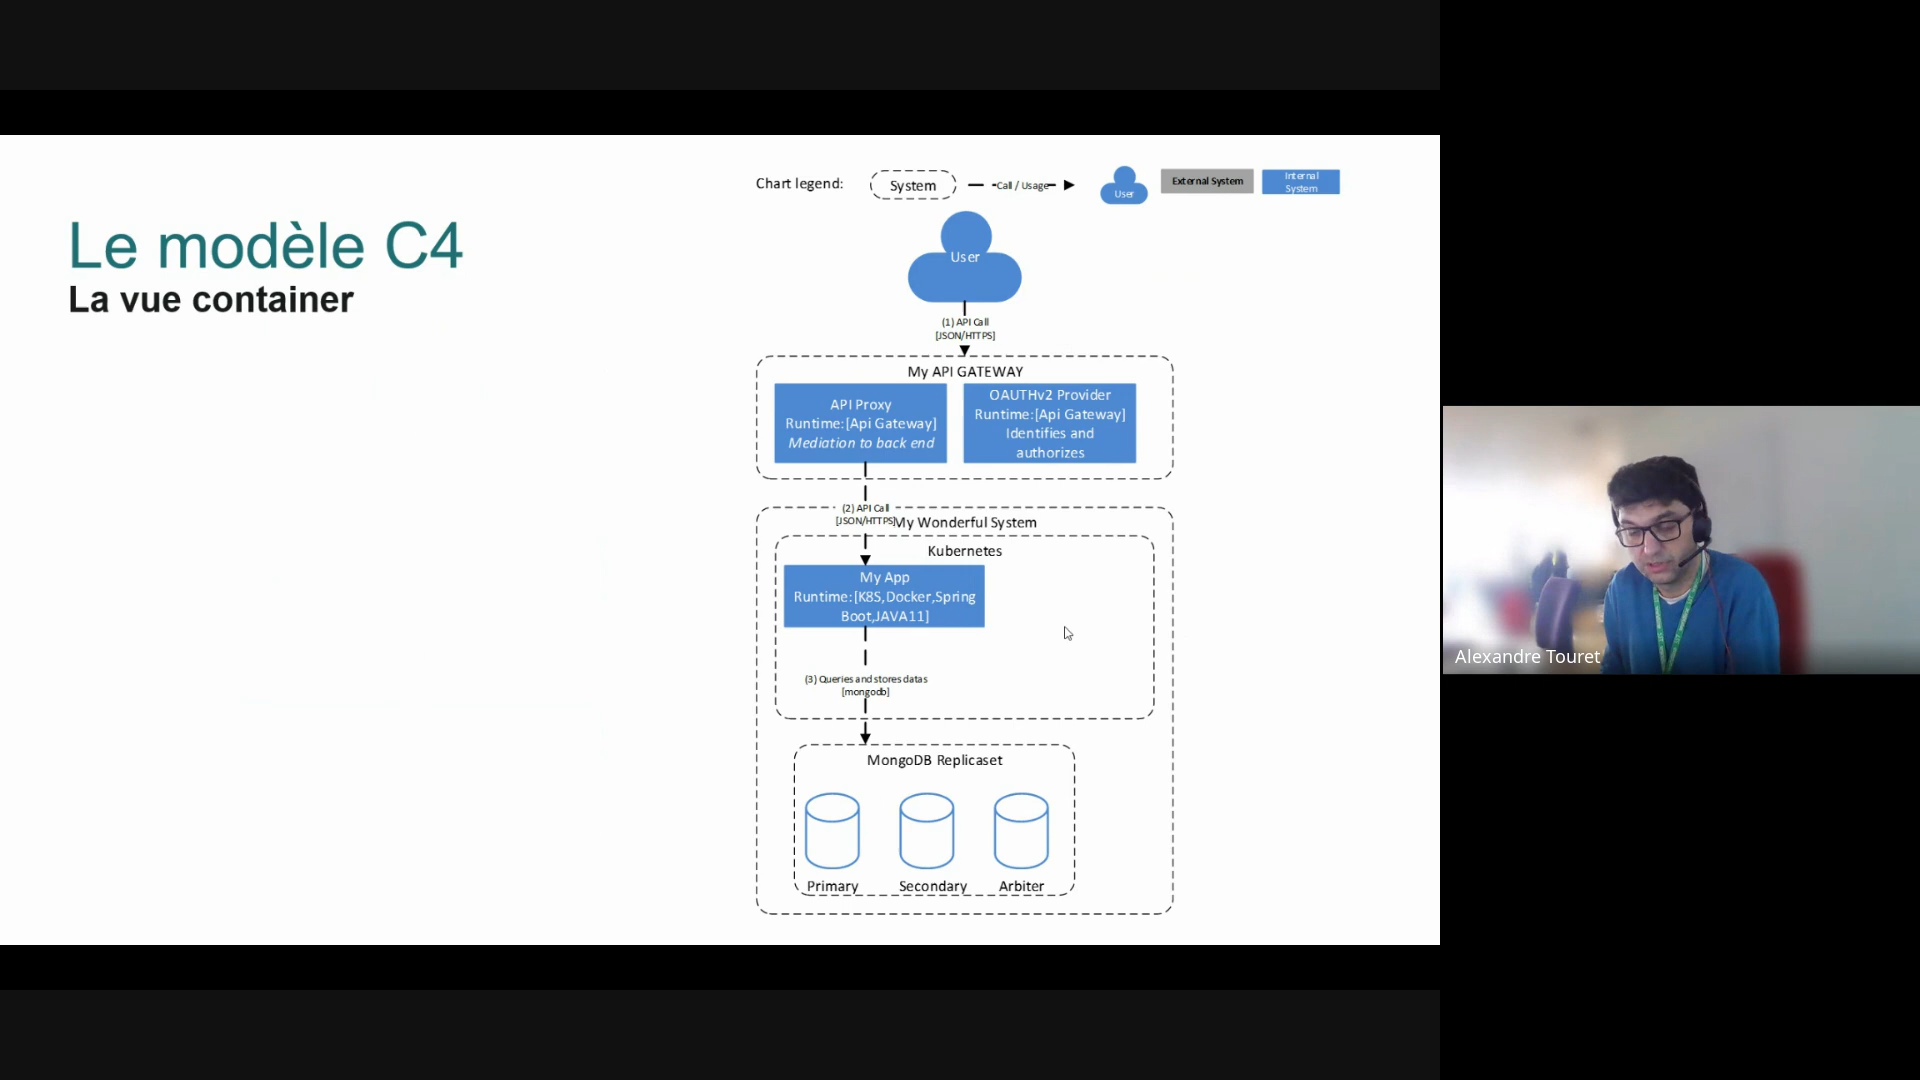 Le modèle C4
La vue container
Chart legend:
System
Call / Usage
User
External System
Internal
System
User
(1) API Call
[JSON/HTTPS]
My API GATEWAY
API Proxy
Runtime:[Api Gateway]
Mediation to back end
OAUTHv2 Provider
Runtime:[Api Gateway]
Identifies and
authorizes
(2) API Call
[JSON/HTTPS]
My Wonderful System
Kubernetes
My App
Runtime:[K8S,Docker,Spring
Boot,JAVA11]
(3) Queries and stores datas
[mongodb]
MongoDB Replicaset
Primary
Secondary
Arbiter
Alexandre Touret